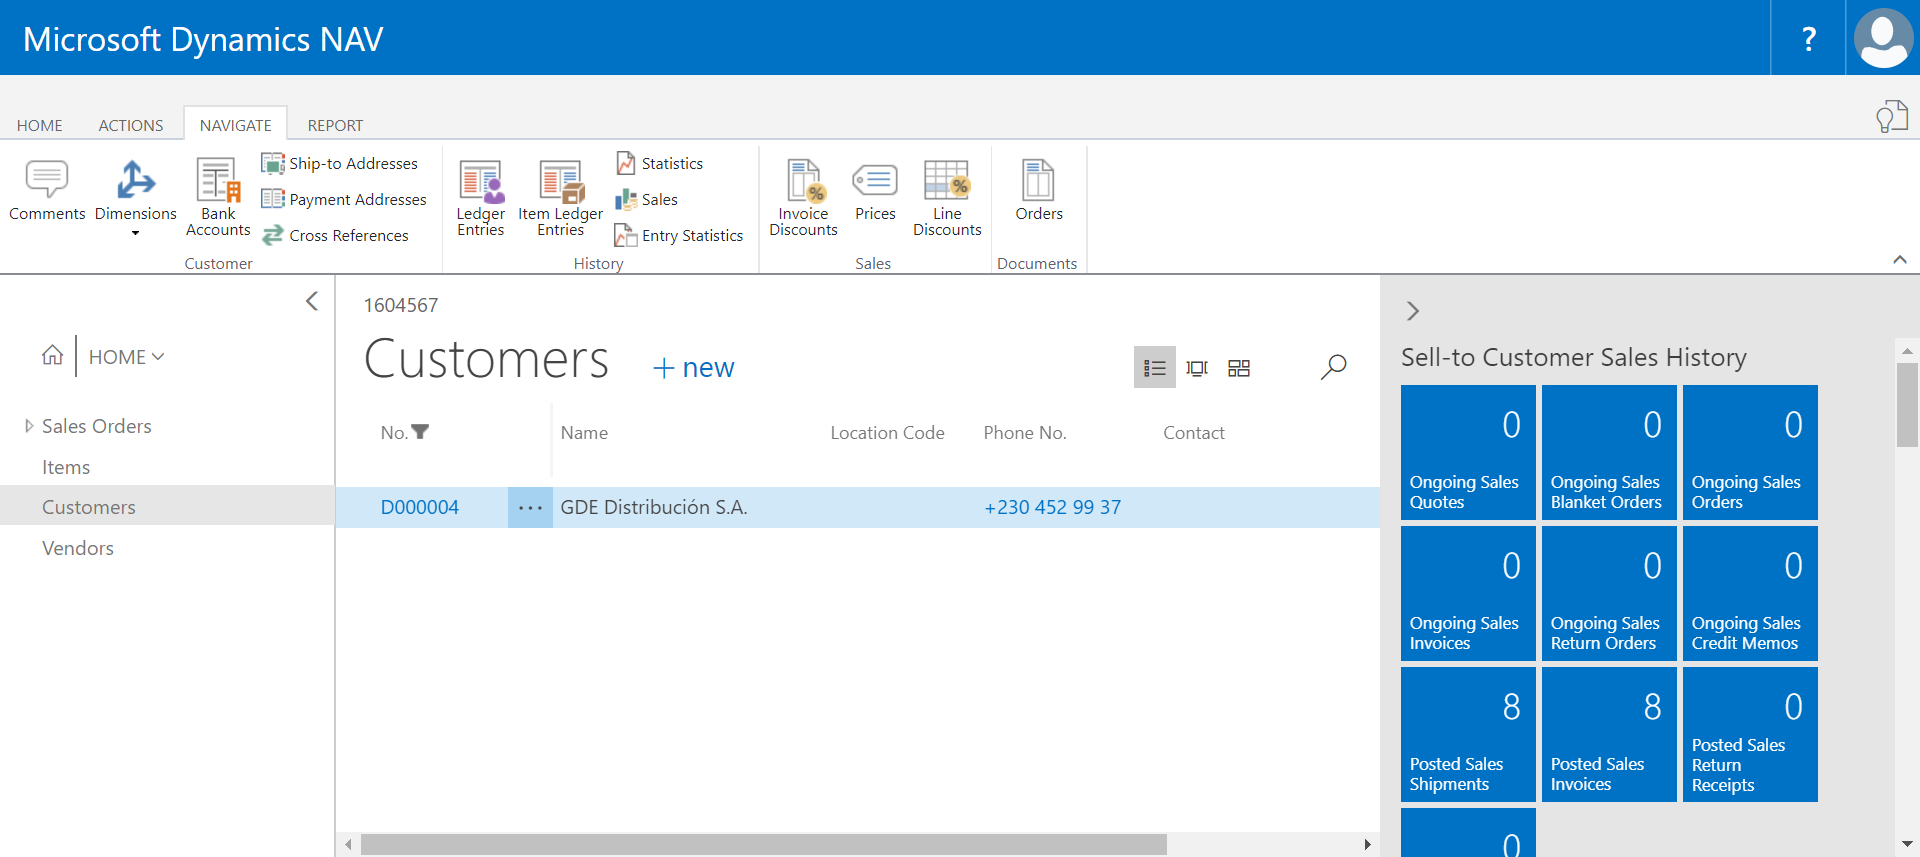 Microsoft Dynamics NAV
?
HOME
ACTIONS
NAVIGATE
REPORT
Comments
Dimensions
Bank
Accounts
Ship-to Addresses
Payment Addresses
Cross References
Customer
Ledger
Entries
Item Ledger
Entries
Statistics
Sales
Entry Statistics
History
Invoice
Discounts
Prices
Line
Discounts
Sales
Orders
Documents
HOME
Sales Orders
Items
Customers
Vendors
1604567
Customers
+ new
No.
Name
Location Code
Phone No.
Contact
D000004
...
GDE Distribución S.A.
+230 452 99 37
Sell-to Customer Sales History
0
Ongoing Sales
Quotes
0
Ongoing Sales
Blanket Orders
0
Ongoing Sales
Orders
0
Ongoing Sales
Invoices
0
Ongoing Sales
Return Orders
0
Ongoing Sales
Credit Memos
8
Posted Sales
Shipments
8
Posted Sales
Invoices
0
Posted Sales
Return
Receipts
0